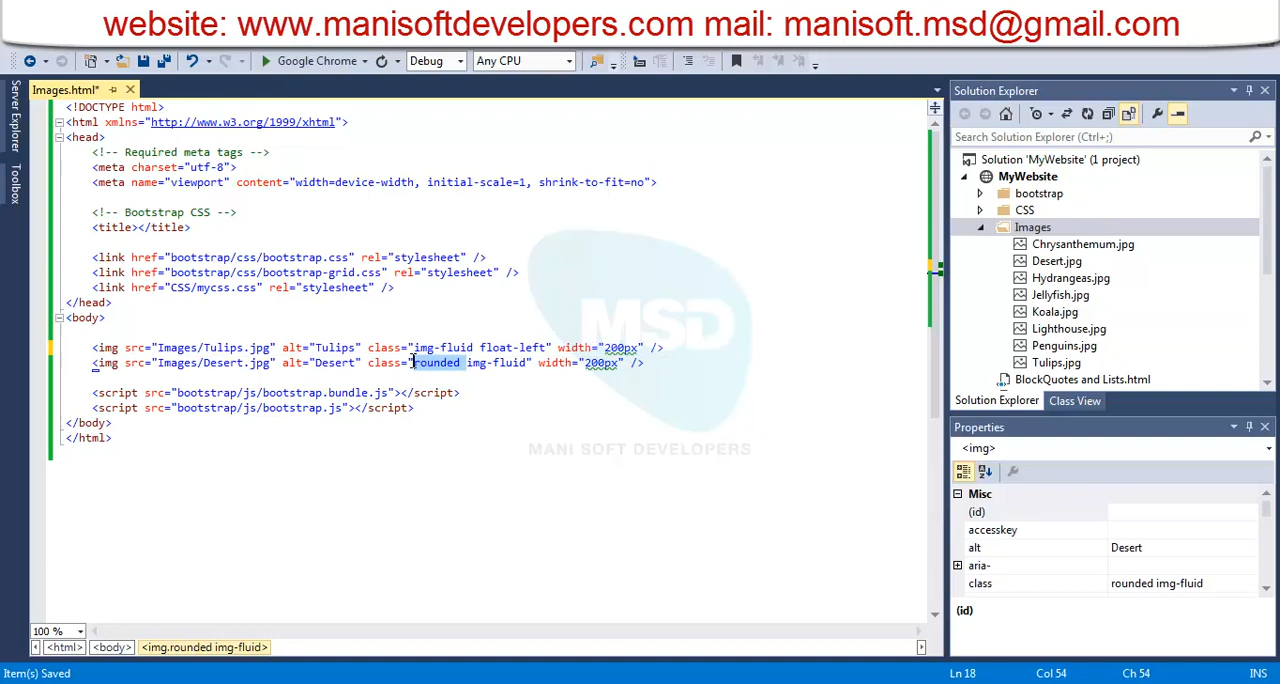 website: www.manisoftdevelopers.com mail: manisoft.msd@gmail.com
Google Chrome
Debug
Any CPU
Server Explorer
Toolbox
Images.html*
<!DOCTYPE html>
<html xmlns="http://www.w3.org/1999/xhtml">
<head>
<!-- Required meta tags -->
<meta charset="utf-8">
<meta name="viewport" content="width=device-width, initial-scale=1, shrink-to-fit=no">
<!-- Bootstrap CSS -->
<title></title>
<link href="bootstrap/css/bootstrap.css" rel="stylesheet" />
<link href="bootstrap/css/bootstrap-grid.css" rel="stylesheet" />
<link href="CSS/mycss.css" rel="stylesheet" />
</head>
<body>
<img src="Images/Tulips.jpg" alt="Tulips" class="img-fluid float-left" width="200px" />
<img src="Images/Desert.jpg" alt="Desert" class="rounded img-fluid" width="200px" />
<script src="bootstrap/js/bootstrap.bundle.js"></script>
<script src="bootstrap/js/bootstrap.js"></script>
</body>
</html>
MSD
MANI SOFT DEVELOPERS
100 %
<html> <body> <img.rounded img-fluid>
Solution Explorer
Search Solution Explorer (Ctrl+;)
Solution 'MyWebsite' (1 project)
MyWebsite
bootstrap
CSS
Images
Chrysanthemum.jpg
Desert.jpg
Hydrangeas.jpg
Jellyfish.jpg
Koala.jpg
Lighthouse.jpg
Penguins.jpg
Tulips.jpg
BlockQuotes and Lists.html
Solution Explorer Class View
Properties
<img>
Misc
(id)
accesskey
alt Desert
aria-
class rounded img-fluid
(id)
Item(s) Saved
Ln 18 Col 54 Ch 54 INS